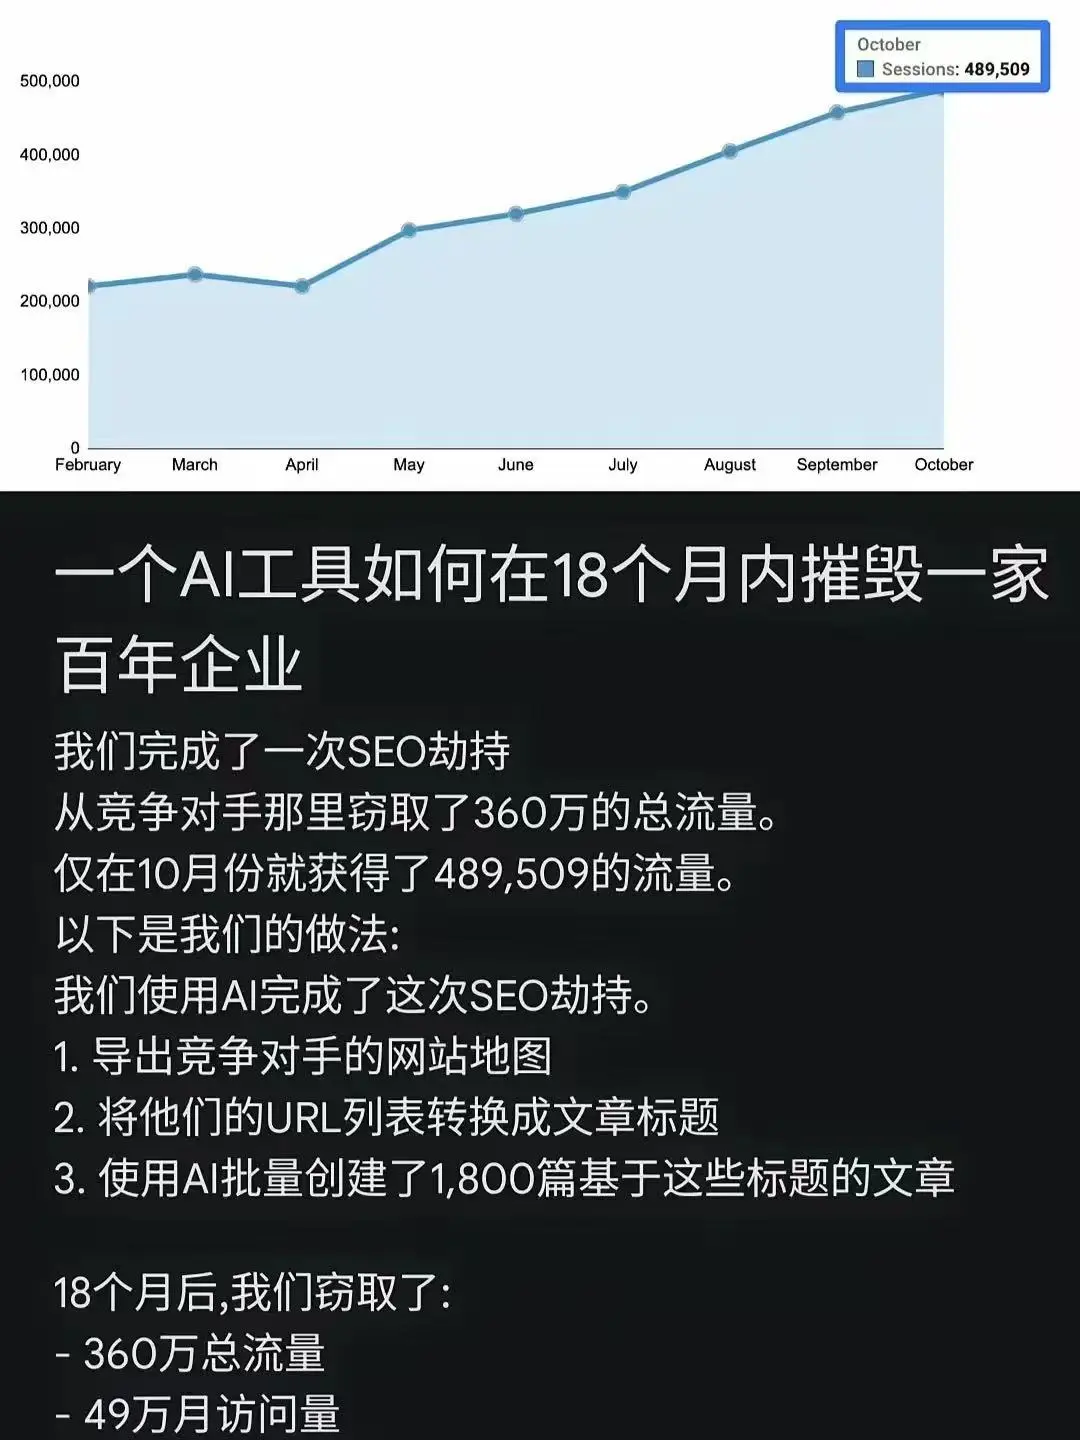 October
Sessions: 489,509
500,000
400,000
300,000
200,000
100,000
0
February March April May June July August September October
一个AI工具如何在18个月内摧毁一家
百年企业
我们完成了一次SEO劫持
从竞争对手那里窃取了360万的总流量。
仅在10月份就获得了489,509的流量。
以下是我们的做法:
我们使用AI完成了这次SEO劫持。
1. 导出竞争对手的网站地图
2. 将他们的URL列表转换成文章标题
3. 使用AI批量创建了1,800篇基于这些标题的文章
18个月后,我们窃取了:
- 360万总流量
- 49万月访问量